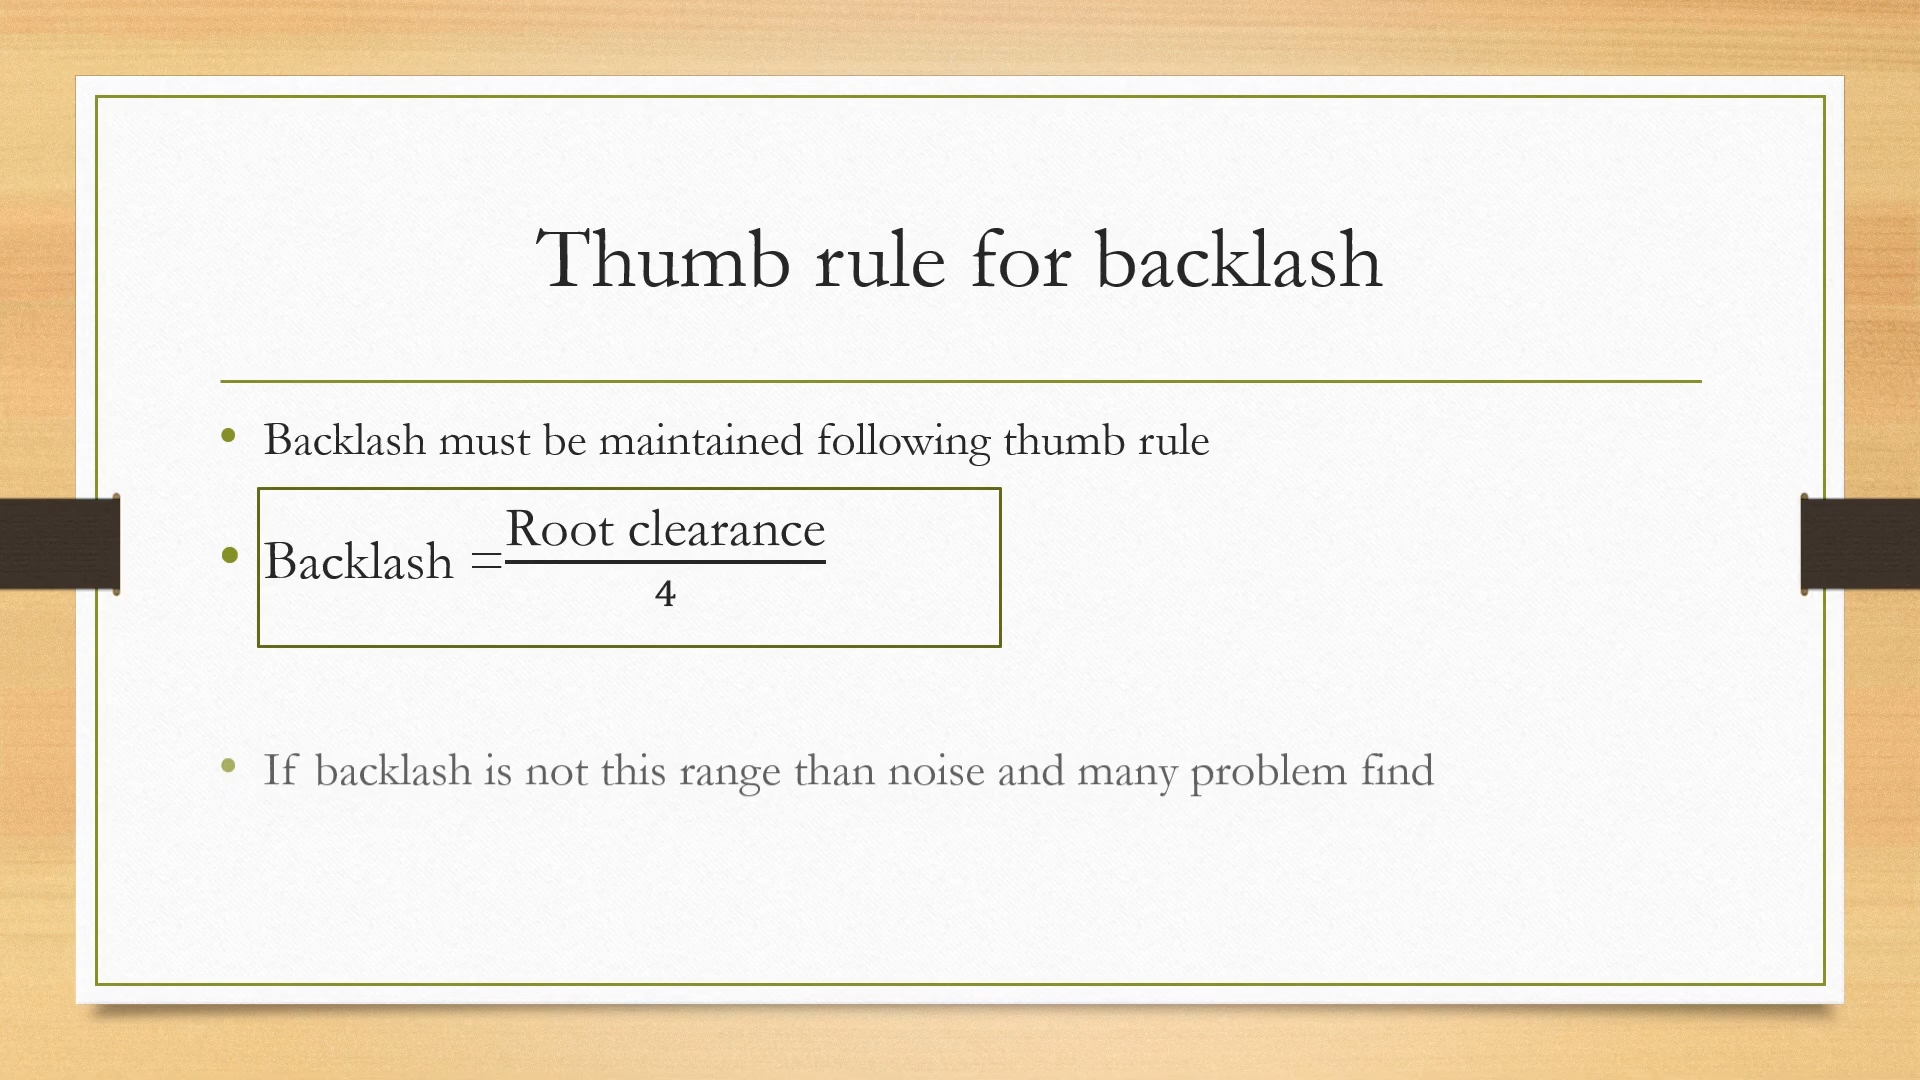 Thumb rule for backlash
• Backlash must be maintained following thumb rule
• Backlash = Root clearance
4
• If backlash is not this range than noise and many problem find